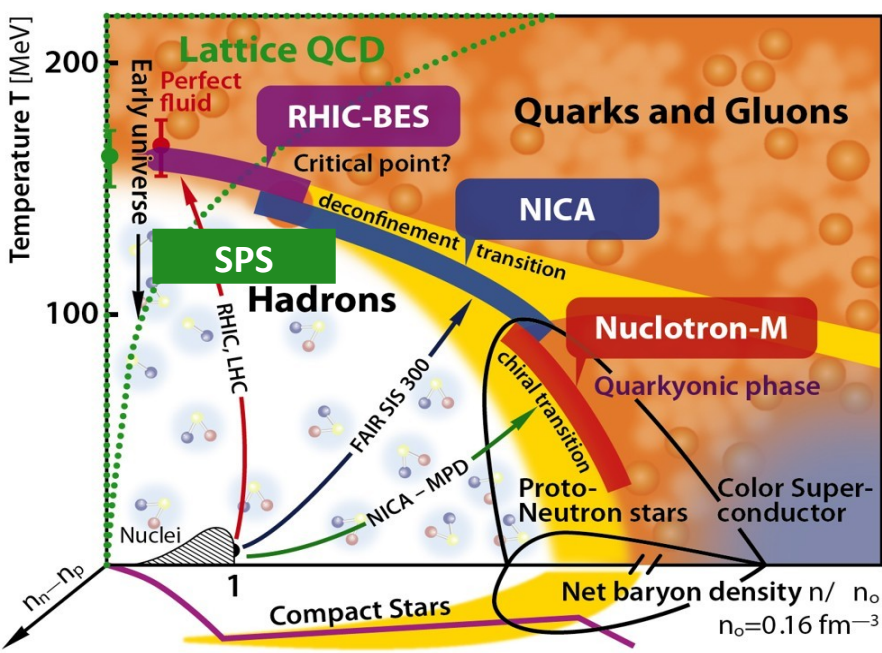 Temperature T [MeV]
200
100
Lattice QCD
Early universe
Perfect
fluid
RHIC-BES
Critical point?
Quarks and Gluons
deconfinement transition
NICA
SPS
Hadrons
RHIC, LHC
FAIR SIS 300
NICA – MPD
chiral transition
Nuclotron-M
Quarkyonic phase
Proto-
Neutron stars
Color Super-
conductor
Nuclei
1
nn—np
Compact Stars
Net baryon density n/ no
no=0.16 fm—3